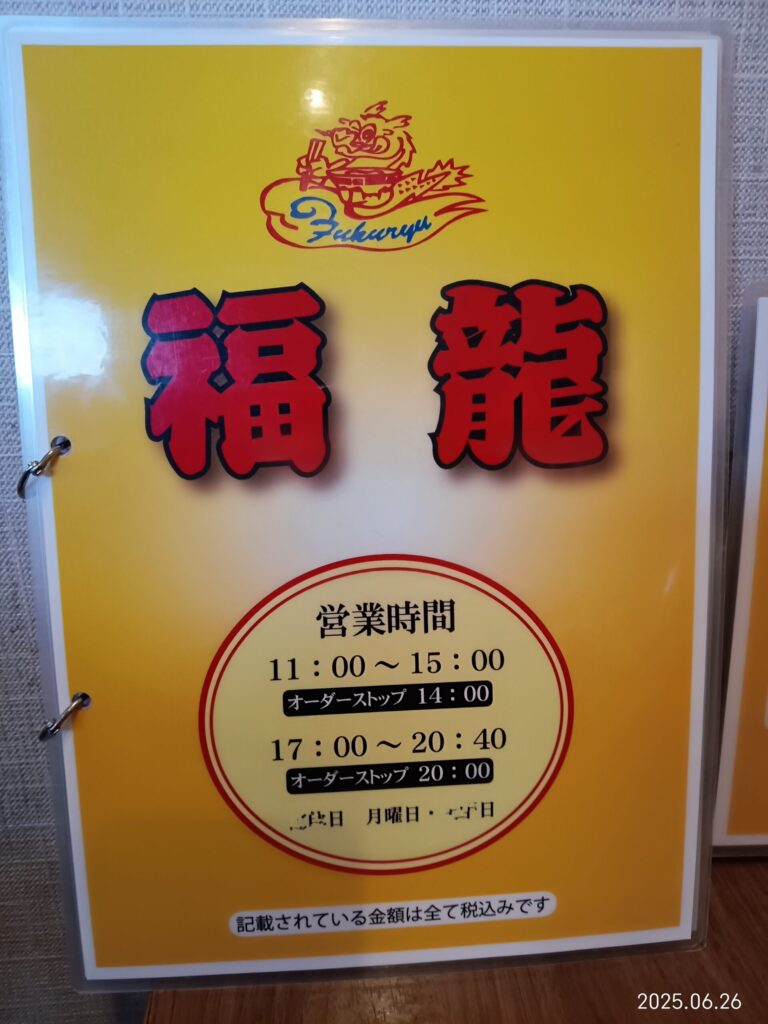 Fukuryu
福龍
営業時間
11：00～15：00
オーダーストップ 14：00
17：00～20：40
オーダーストップ 20：00
月曜日・
記載されている金額は全て税込みです
2025.06.26